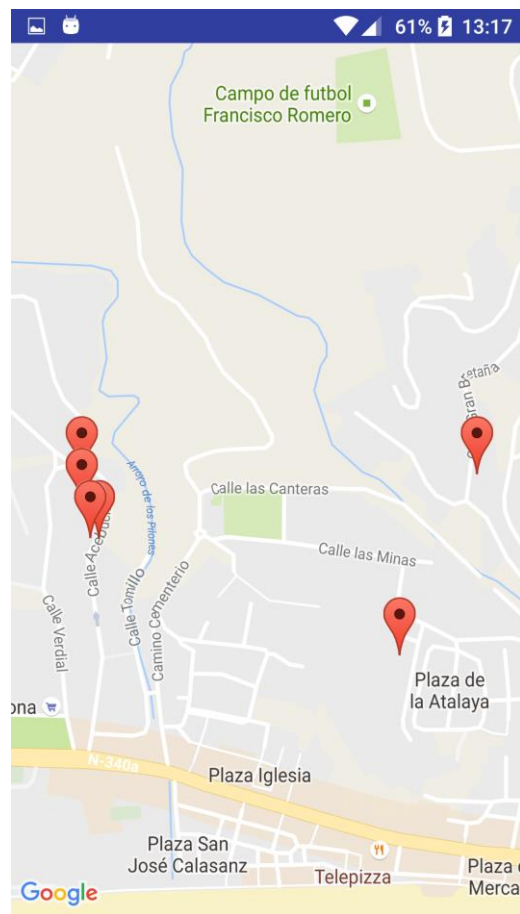 61% 13:17
Campo de futbol
Francisco Romero
Calle las Canteras
Arroyo de los Pilones
Calle las Minas
Calle Tomillo
Camino Cementerio
Calle Verdial
Plaza de
la Atalaya
ona
N-340a
Plaza Iglesia
Plaza San
José Calasanz
Telepizza
Plaza
Merca
Google